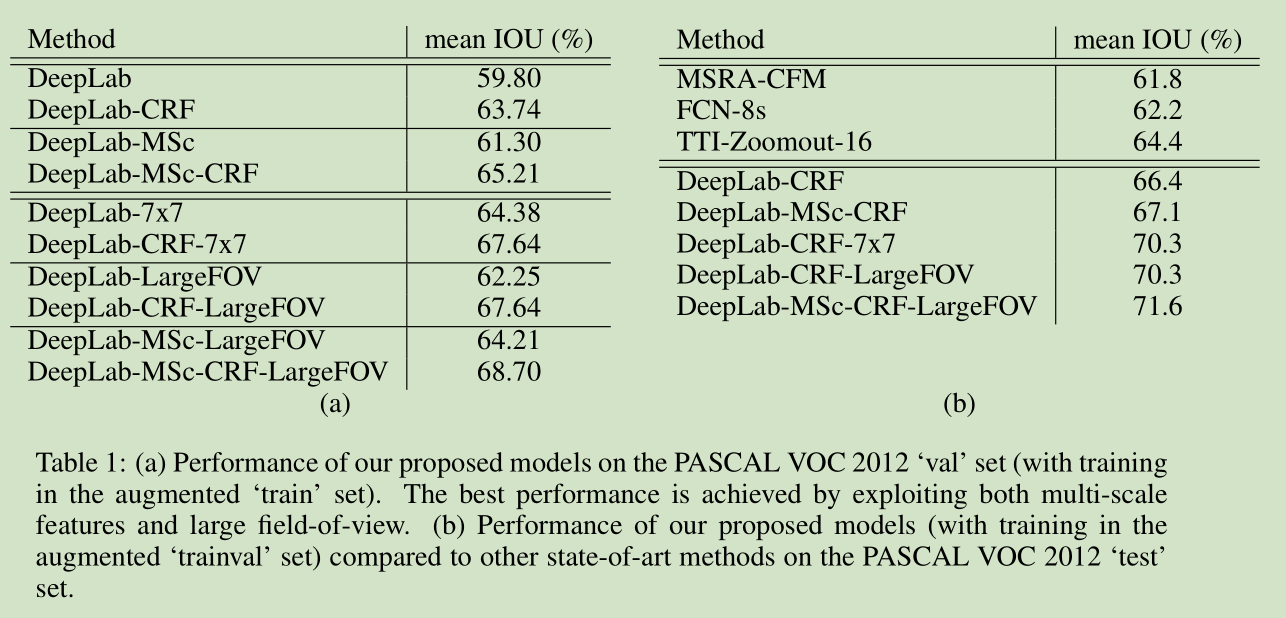 Method mean IOU (%)
DeepLab 59.80
DeepLab-CRF 63.74
DeepLab-MSc 61.30
DeepLab-MSc-CRF 65.21
DeepLab-7x7 64.38
DeepLab-CRF-7x7 67.64
DeepLab-LargeFOV 62.25
DeepLab-CRF-LargeFOV 67.64
DeepLab-MSc-LargeFOV 64.21
DeepLab-MSc-CRF-LargeFOV 68.70
(a)
Method mean IOU (%)
MSRA-CFM 61.8
FCN-8s 62.2
TTI-Zoomout-16 64.4
DeepLab-CRF 66.4
DeepLab-MSc-CRF 67.1
DeepLab-CRF-7x7 70.3
DeepLab-CRF-LargeFOV 70.3
DeepLab-MSc-CRF-LargeFOV 71.6
(b)
Table 1: (a) Performance of our proposed models on the PASCAL VOC 2012 ‘val’ set (with training
in the augmented ‘train’ set). The best performance is achieved by exploiting both multi-scale
features and large field-of-view. (b) Performance of our proposed models (with training in the
augmented ‘trainval’ set) compared to other state-of-art methods on the PASCAL VOC 2012 ‘test’
set.